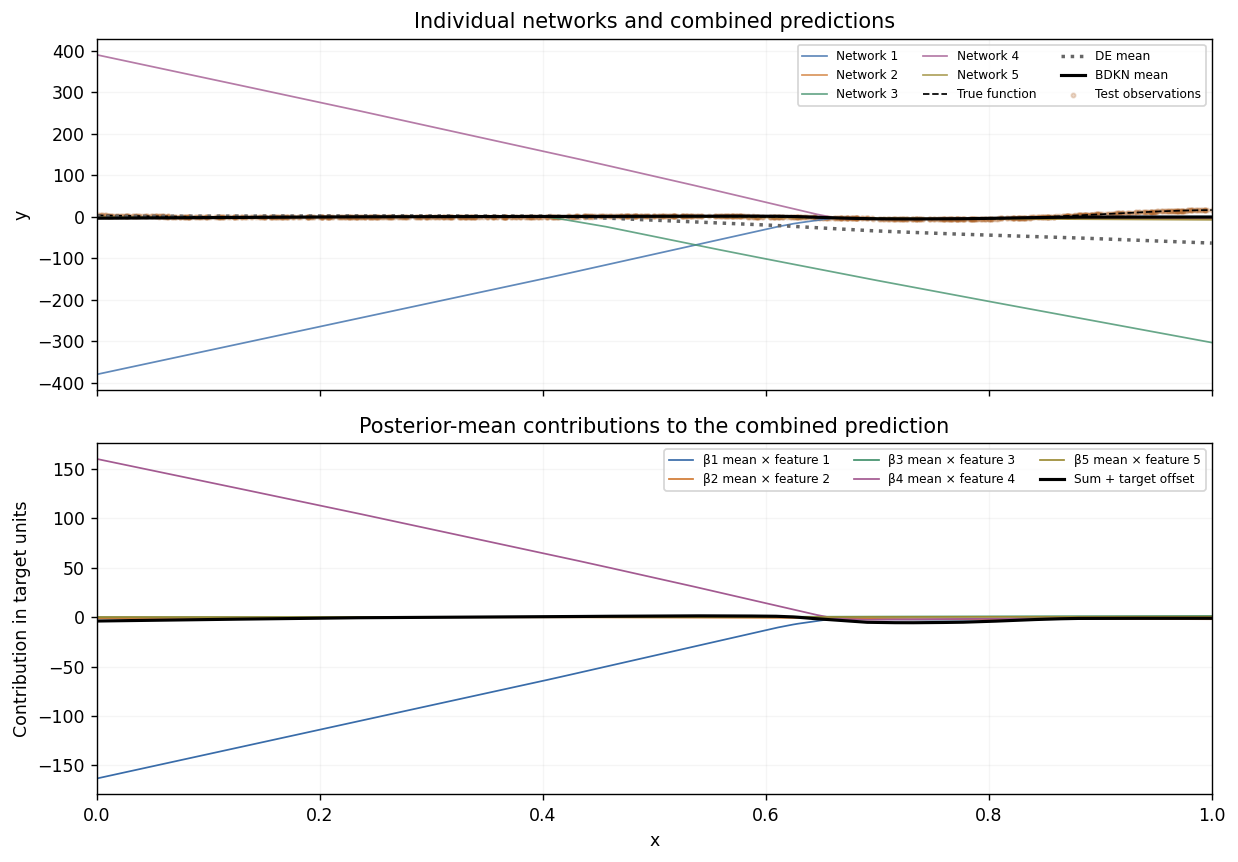 Individual networks and combined predictions
400
300
200
100
0
−100
−200
−300
−400
y
Network 1
Network 2
Network 3
Network 4
Network 5
True function
DE mean
BDKN mean
Test observations
Posterior-mean contributions to the combined prediction
150
100
50
0
−50
−100
−150
Contribution in target units
β1 mean × feature 1
β2 mean × feature 2
β3 mean × feature 3
β4 mean × feature 4
β5 mean × feature 5
Sum + target offset
0.0 0.2 0.4 0.6 0.8 1.0
x